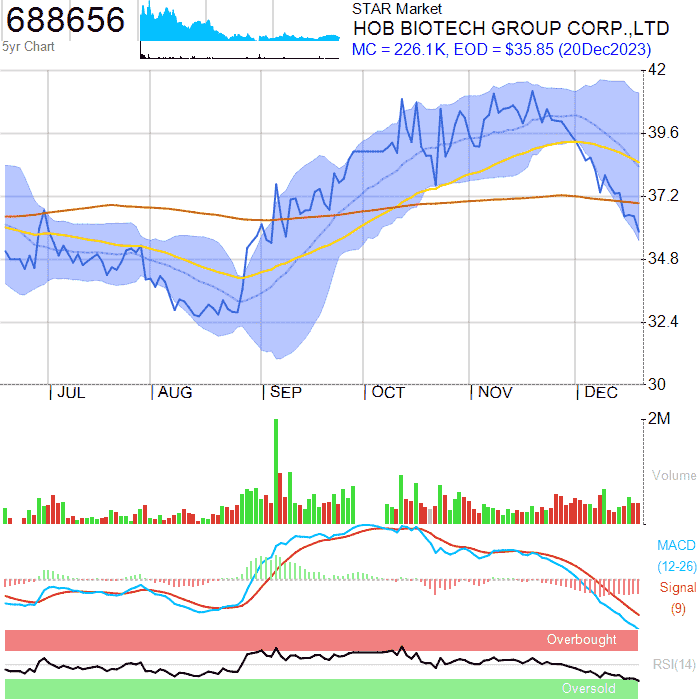 688656
5yr Chart
STAR Market
HOB BIOTECH GROUP CORP.,LTD
MC = 226.1K, EOD = $35.85 (20Dec2023)
42
39.6
37.2
34.8
32.4
30
JUL AUG SEP OCT NOV DEC
2M
Volume
MACD
(12-26)
Signal
(9)
Overbought
RSI(14)
Oversold